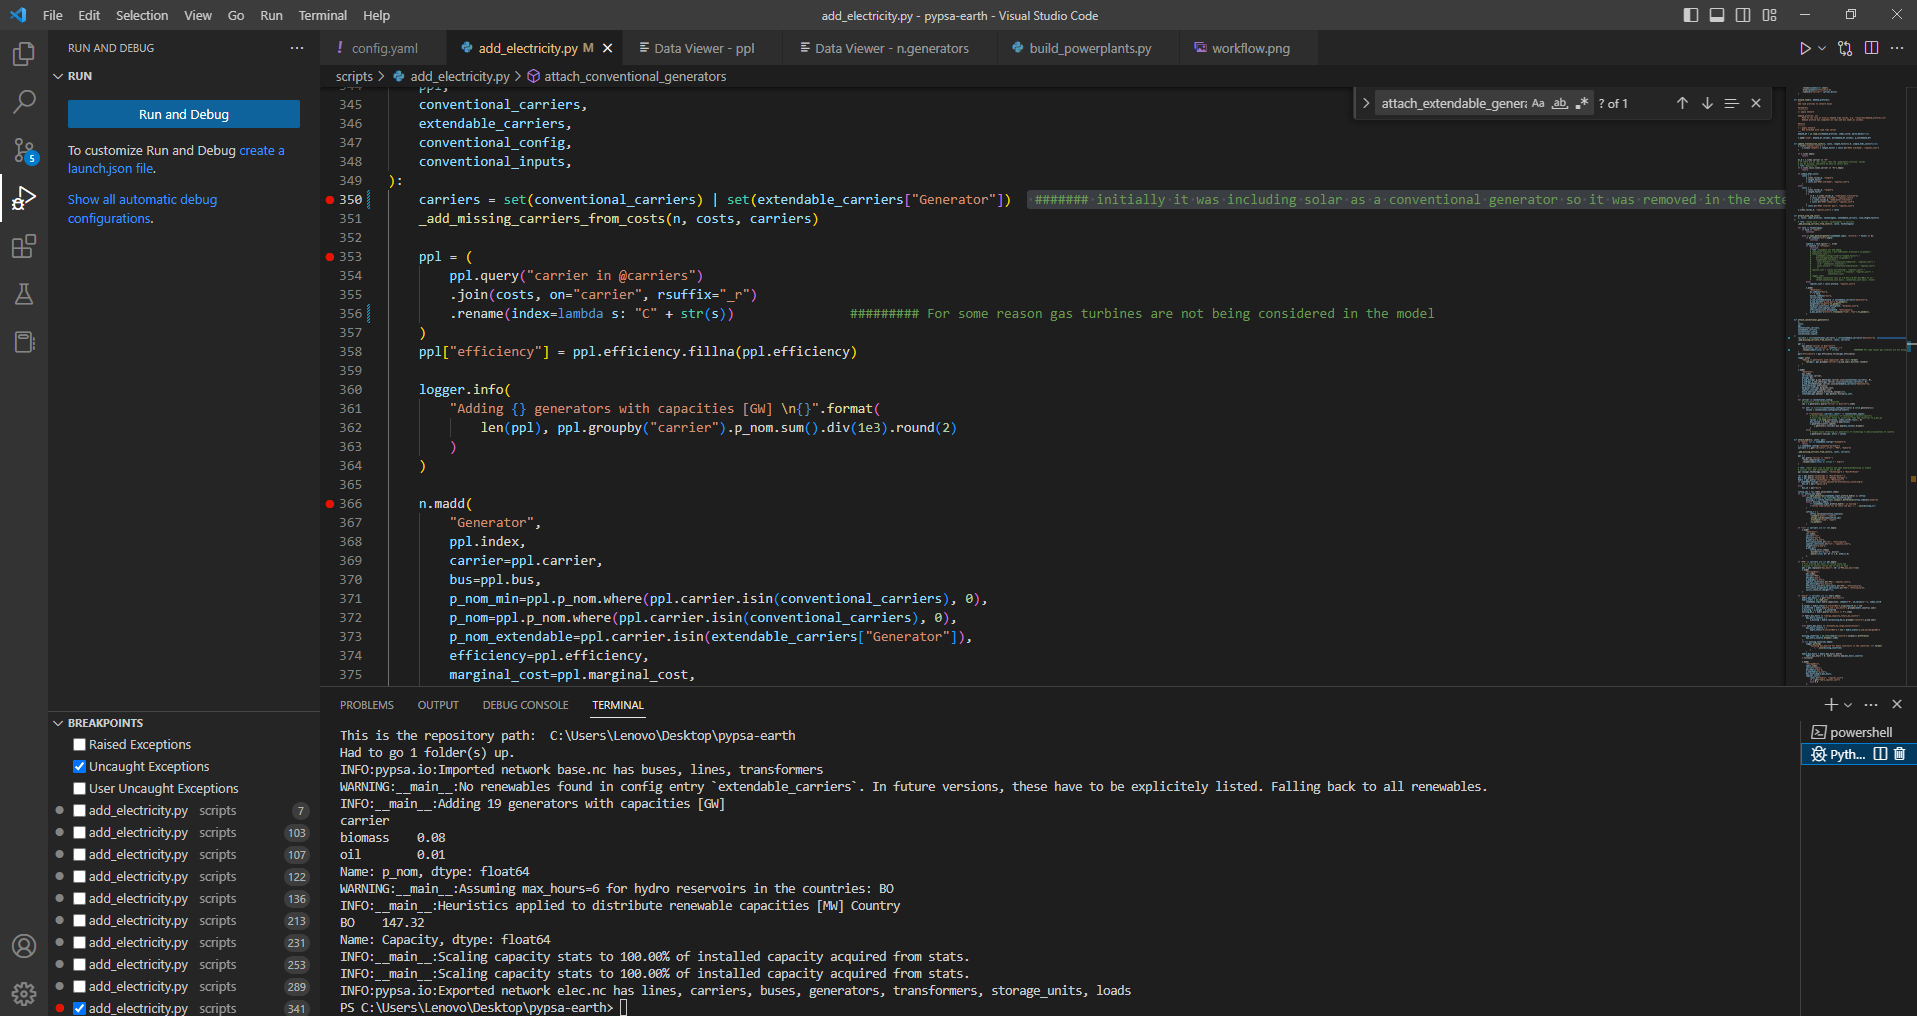 File Edit Selection View Go Run Terminal Help
add_electricity.py - pypsa-earth - Visual Studio Code
RUN AND DEBUG
RUN
Run and Debug
To customize Run and Debug create a
launch.json file.
Show all automatic debug
configurations.
! config.yaml
add_electricity.py M
Data Viewer - ppl
Data Viewer - n.generators
build_powerplants.py
workflow.png
scripts > add_electricity.py > attach_conventional_generators
attach_extendable_genera Aa ab ? of 1
344 ppl,
345 conventional_carriers,
346 extendable_carriers,
347 conventional_config,
348 conventional_inputs,
349 ):
350 carriers = set(conventional_carriers) | set(extendable_carriers["Generator"]) ####### initially it was including solar as a conventional generator so it was removed in the exte
351 _add_missing_carriers_from_costs(n, costs, carriers)
352
353 ppl = (
354 ppl.query("carrier in @carriers")
355 .join(costs, on="carrier", rsuffix="_r")
356 .rename(index=lambda s: "C" + str(s)) ######### For some reason gas turbines are not being considered in the model
357 )
358 ppl["efficiency"] = ppl.efficiency.fillna(ppl.efficiency)
359
360 logger.info(
361 "Adding {} generators with capacities [GW] \n{}".format(
362 len(ppl), ppl.groupby("carrier").p_nom.sum().div(1e3).round(2)
363 )
364 )
365
366 n.madd(
367 "Generator",
368 ppl.index,
369 carrier=ppl.carrier,
370 bus=ppl.bus,
371 p_nom_min=ppl.p_nom.where(ppl.carrier.isin(conventional_carriers), 0),
372 p_nom=ppl.p_nom.where(ppl.carrier.isin(conventional_carriers), 0),
373 p_nom_extendable=ppl.carrier.isin(extendable_carriers["Generator"]),
374 efficiency=ppl.efficiency,
375 marginal_cost=ppl.marginal_cost,
5
BREAKPOINTS
Raised Exceptions
Uncaught Exceptions
User Uncaught Exceptions
add_electricity.py scripts 7
add_electricity.py scripts 103
add_electricity.py scripts 107
add_electricity.py scripts 122
add_electricity.py scripts 136
add_electricity.py scripts 213
add_electricity.py scripts 231
add_electricity.py scripts 253
add_electricity.py scripts 289
add_electricity.py scripts 341
PROBLEMS OUTPUT DEBUG CONSOLE TERMINAL
This is the repository path:  C:\Users\Lenovo\Desktop\pypsa-earth
Had to go 1 folder(s) up.
INFO:pypsa.io:Imported network base.nc has buses, lines, transformers
WARNING:__main__:No renewables found in config entry `extendable_carriers`. In future versions, these have to be explicitely listed. Falling back to all renewables.
INFO:__main__:Adding 19 generators with capacities [GW]
carrier
biomass    0.08
oil        0.01
Name: p_nom, dtype: float64
WARNING:__main__:Assuming max_hours=6 for hydro reservoirs in the countries: BO
INFO:__main__:Heuristics applied to distribute renewable capacities [MW] Country
BO    147.32
Name: Capacity, dtype: float64
INFO:__main__:Scaling capacity stats to 100.00% of installed capacity acquired from stats.
INFO:__main__:Scaling capacity stats to 100.00% of installed capacity acquired from stats.
INFO:pypsa.io:Exported network elec.nc has lines, carriers, buses, generators, transformers, storage_units, loads
PS C:\Users\Lenovo\Desktop\pypsa-earth>
powershell
Pyth...